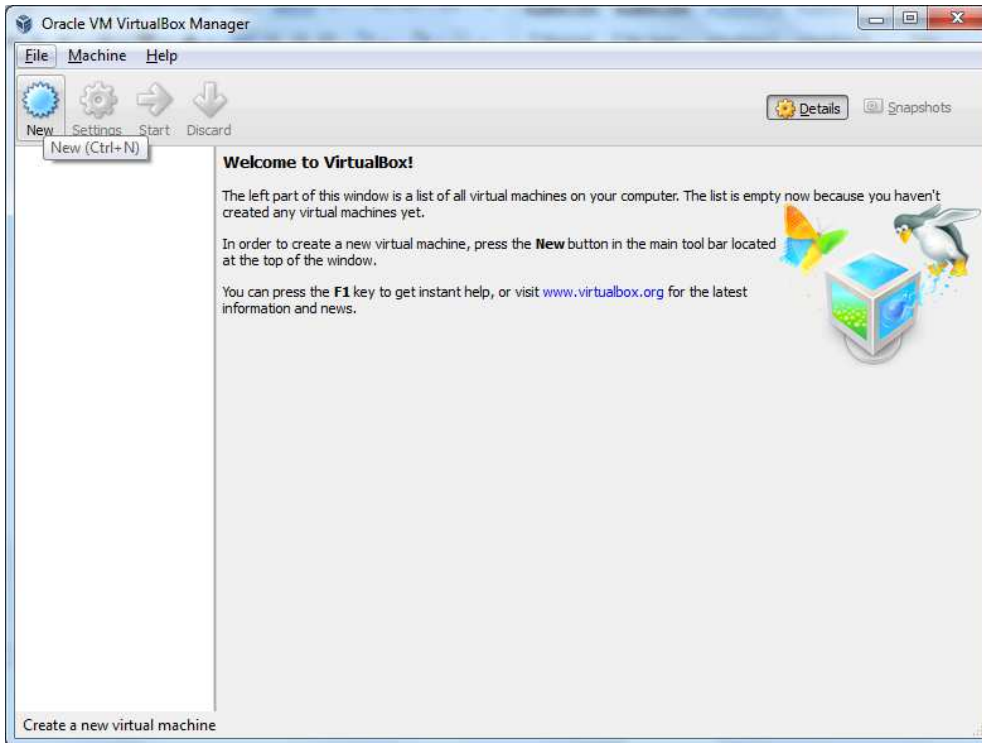 Oracle VM VirtualBox Manager
File Machine Help
New Settings Start Discard
Details Snapshots
New (Ctrl+N)
Welcome to VirtualBox!
The left part of this window is a list of all virtual machines on your computer. The list is empty now because you haven't
created any virtual machines yet.
In order to create a new virtual machine, press the New button in the main tool bar located
at the top of the window.
You can press the F1 key to get instant help, or visit www.virtualbox.org for the latest
information and news.
Create a new virtual machine